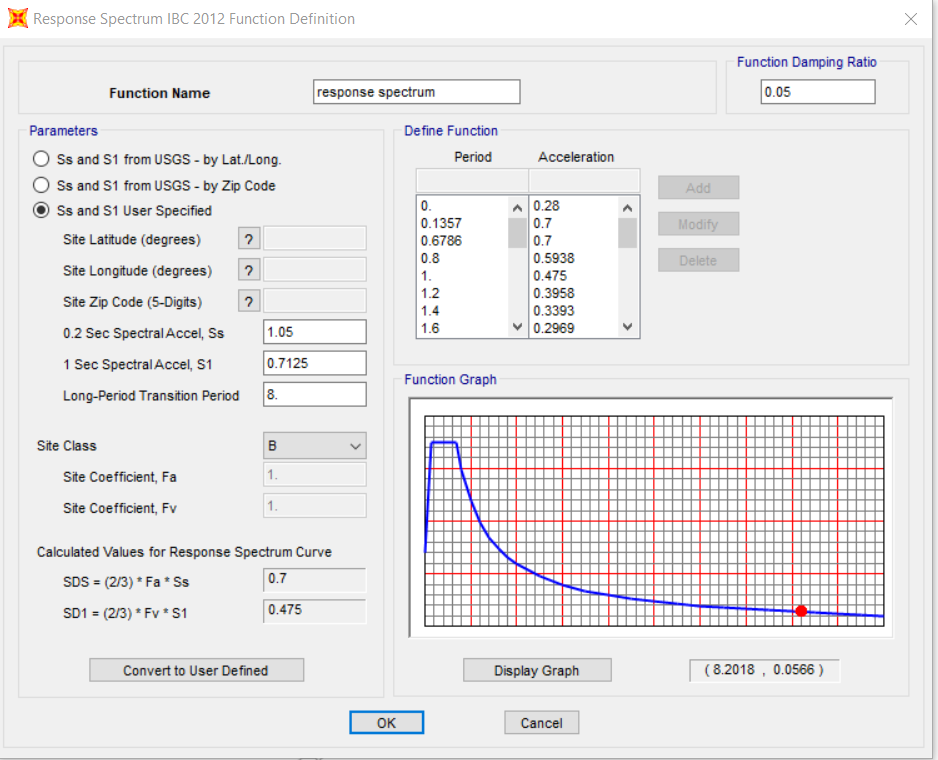 Response Spectrum IBC 2012 Function Definition
Function Name
response spectrum
Function Damping Ratio
0.05
Parameters
Ss and S1 from USGS - by Lat./Long.
Ss and S1 from USGS - by Zip Code
Ss and S1 User Specified
Site Latitude (degrees) ?
Site Longitude (degrees) ?
Site Zip Code (5-Digits) ?
0.2 Sec Spectral Accel, Ss 1.05
1 Sec Spectral Accel, S1 0.7125
Long-Period Transition Period 8.
Site Class B
Site Coefficient, Fa 1.
Site Coefficient, Fv 1.
Calculated Values for Response Spectrum Curve
SDS = (2/3) * Fa * Ss 0.7
SD1 = (2/3) * Fv * S1 0.475
Convert to User Defined
Define Function
Period Acceleration
0. 0.28
0.1357 0.7
0.6786 0.7
0.8 0.5938
1. 0.475
1.2 0.3958
1.4 0.3393
1.6 0.2969
Add
Modify
Delete
Function Graph
Display Graph
( 8.2018 , 0.0566 )
OK
Cancel